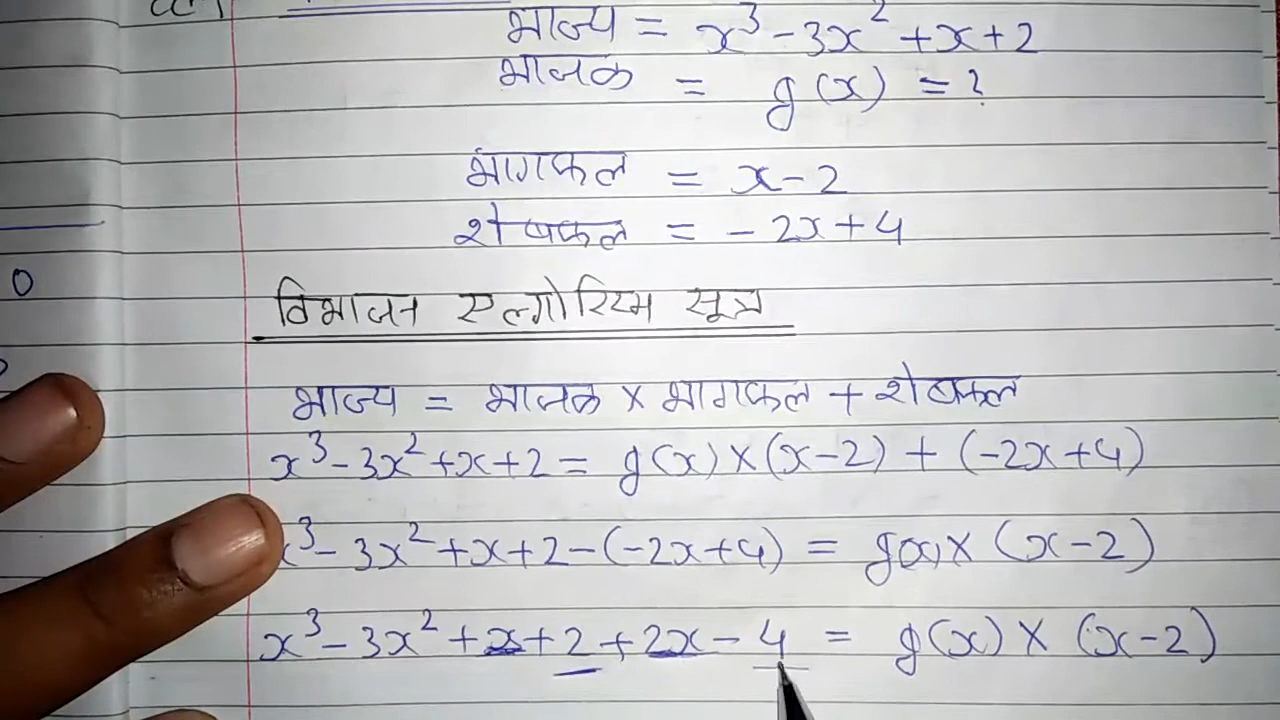 भाज्य = x³ - 3x² + x + 2
भाजक = g(x) = ?
भागफल = x - 2
शेषफल = - 2x + 4
0
विभाजन एल्गोरिथ्म सूत्र
भाज्य = भाजक × भागफल + शेषफल
x³ - 3x² + x + 2 = g(x) × (x - 2) + (-2x + 4)
x³ - 3x² + x + 2 - (-2x + 4) = g(x) × (x - 2)
x³ - 3x² + x + 2 + 2x - 4 = g(x) × (x - 2)